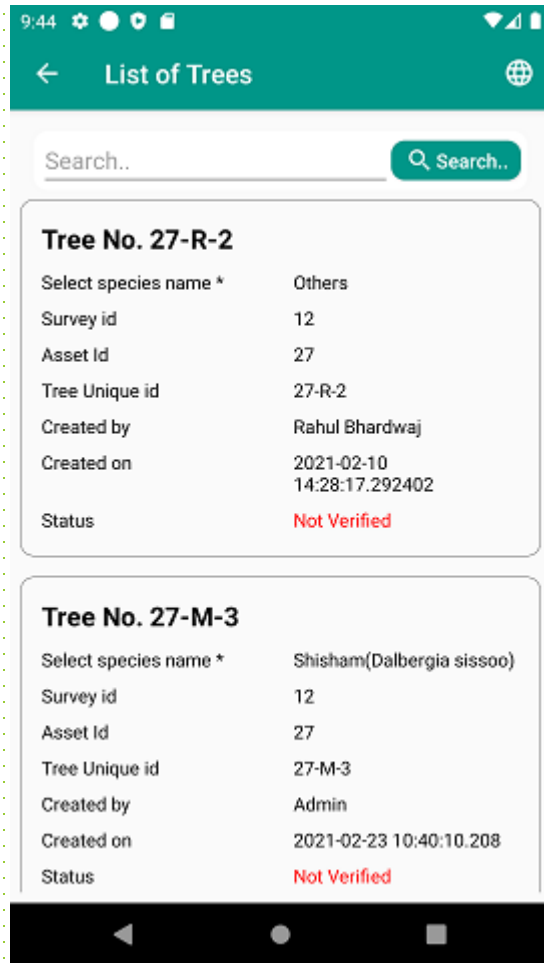 9:44
List of Trees
Search..
Search..
Tree No. 27-R-2
Select species name * Others
Survey id 12
Asset Id 27
Tree Unique id 27-R-2
Created by Rahul Bhardwaj
Created on 2021-02-10
14:28:17.292402
Status Not Verified
Tree No. 27-M-3
Select species name * Shisham(Dalbergia sissoo)
Survey id 12
Asset Id 27
Tree Unique id 27-M-3
Created by Admin
Created on 2021-02-23 10:40:10.208
Status Not Verified